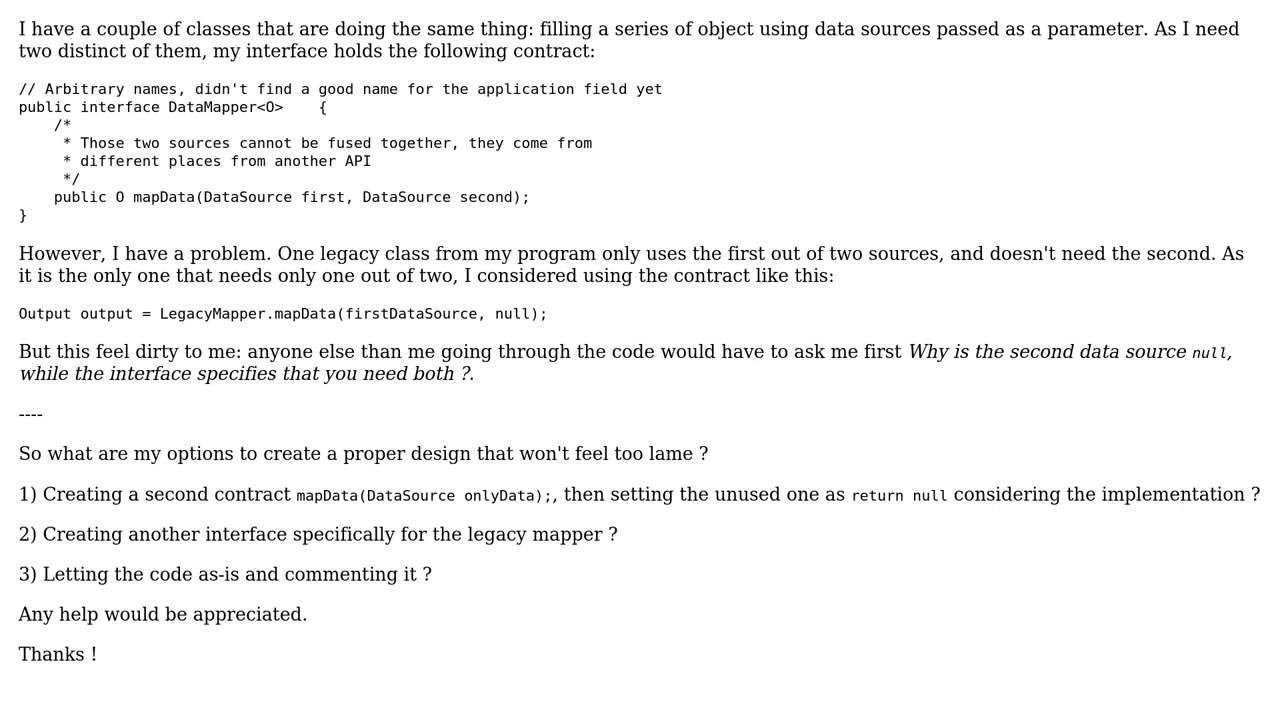 I have a couple of classes that are doing the same thing: filling a series of object using data sources passed as a parameter. As I need
two distinct of them, my interface holds the following contract:
// Arbitrary names, didn't find a good name for the application field yet
public interface DataMapper<O>    {
    /*
     * Those two sources cannot be fused together, they come from
     * different places from another API
     */
    public O mapData(DataSource first, DataSource second);
}
However, I have a problem. One legacy class from my program only uses the first out of two sources, and doesn't need the second. As
it is the only one that needs only one out of two, I considered using the contract like this:
Output output = LegacyMapper.mapData(firstDataSource, null);
But this feel dirty to me: anyone else than me going through the code would have to ask me first Why is the second data source null,
while the interface specifies that you need both ?.
----
So what are my options to create a proper design that won't feel too lame ?
1) Creating a second contract mapData(DataSource onlyData);, then setting the unused one as return null considering the implementation ?
2) Creating another interface specifically for the legacy mapper ?
3) Letting the code as-is and commenting it ?
Any help would be appreciated.
Thanks !